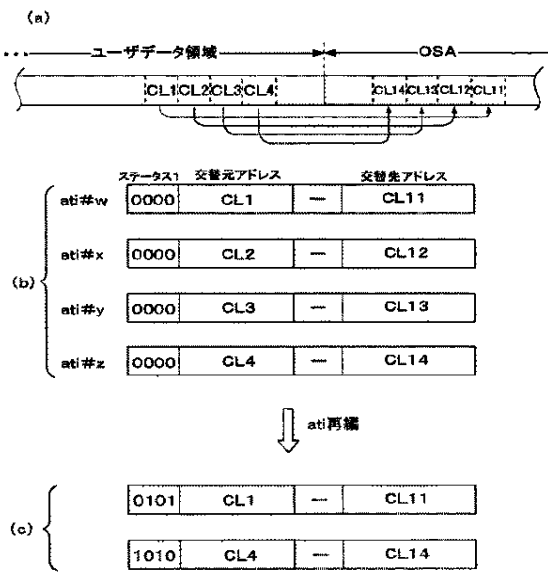 (a)
… ユーザデータ領域 OSA
CL1 CL2 CL3 CL4 CL14 CL13 CL12 CL11
ステータス1 交替元アドレス 交替先アドレス
ati#w 0000 CL1 — CL11
ati#x 0000 CL2 — CL12
(b)
ati#y 0000 CL3 — CL13
ati#z 0000 CL4 — CL14
ati再編
0101 CL1 — CL11
(c)
1010 CL4 — CL14